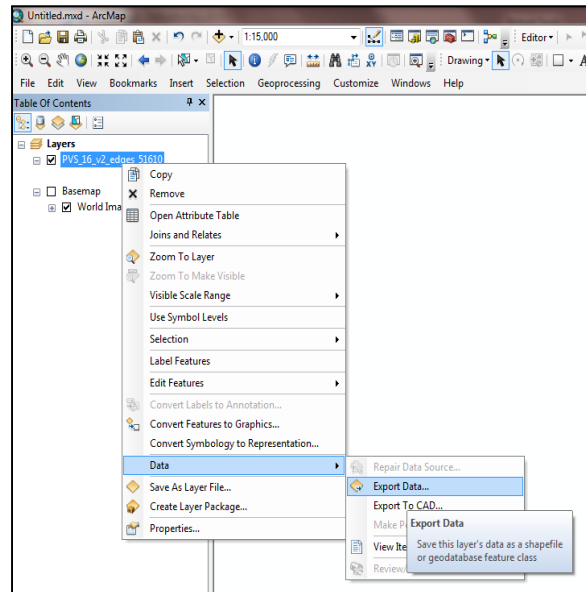 Untitled.mxd - ArcMap
1:15,000
Editor
Drawing
File Edit View Bookmarks Insert Selection Geoprocessing Customize Windows Help
Table Of Contents
Layers
PVS_16_v2_edges_51610
Basemap
World Ima
Copy
Remove
Open Attribute Table
Joins and Relates
Zoom To Layer
Zoom To Make Visible
Visible Scale Range
Use Symbol Levels
Selection
Label Features
Edit Features
Convert Labels to Annotation...
Convert Features to Graphics...
Convert Symbology to Representation...
Data
Save As Layer File...
Create Layer Package...
Properties...
Repair Data Source...
Export Data...
Export To CAD...
Make P
View Ite
Review/
Export Data
Save this layer's data as a shapefile
or geodatabase feature class